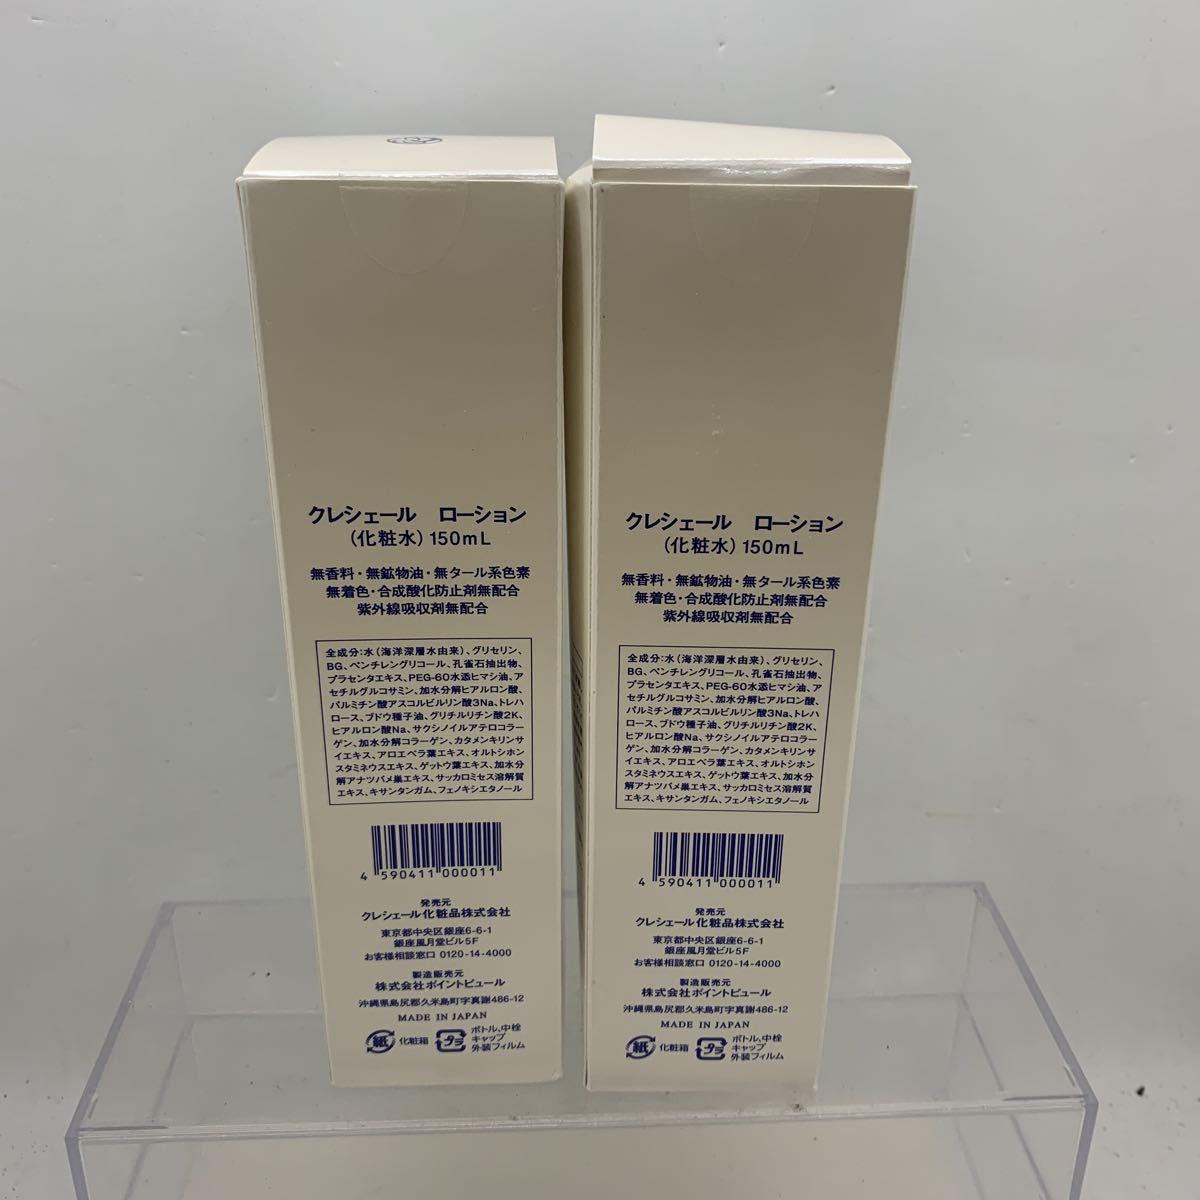 クレシェール　ローション
(化粧水) 150mL
無香料・無鉱物油・無タール系色素
無着色・合成酸化防止剤無配合
紫外線吸収剤無配合
全成分:水(海洋深層水由来)、グリセリン、
BG、ペンチレングリコール、孔雀石抽出物、
プラセンタエキス、PEG-60水添ヒマシ油、ア
セチルグルコサミン、加水分解ヒアルロン酸、
パルミチン酸アスコルビルリン酸3Na、トレハ
ロース、ブドウ種子油、グリチルリチン酸2K、
ヒアルロン酸Na、サクシノイルアテロコラー
ゲン、加水分解コラーゲン、カタメンキリンサ
イエキス、アロエベラ葉エキス、オルトシホン
スタミネウスエキス、ゲットウ葉エキス、加水分
解アナツバメ巣エキス、サッカロミセス溶解質
エキス、キサンタンガム、フェノキシエタノール
4 590411 000011
発売元
クレシェール化粧品株式会社
東京都中央区銀座6-6-1
銀座風月堂ビル5F
お客様相談窓口 0120-14-4000
製造販売元
株式会社ポイントピュール
沖縄県島尻郡久米島町字真謝486-12
MADE IN JAPAN
紙 化粧箱
プラ ボトル、中栓
キャップ
外装フィルム
クレシェール　ローション
(化粧水) 150mL
無香料・無鉱物油・無タール系色素
無着色・合成酸化防止剤無配合
紫外線吸収剤無配合
全成分:水(海洋深層水由来)、グリセリン、
BG、ペンチレングリコール、孔雀石抽出物、
プラセンタエキス、PEG-60水添ヒマシ油、ア
セチルグルコサミン、加水分解ヒアルロン酸、
パルミチン酸アスコルビルリン酸3Na、トレハ
ロース、ブドウ種子油、グリチルリチン酸2K、
ヒアルロン酸Na、サクシノイルアテロコラー
ゲン、加水分解コラーゲン、カタメンキリンサ
イエキス、アロエベラ葉エキス、オルトシホン
スタミネウスエキス、ゲットウ葉エキス、加水分
解アナツバメ巣エキス、サッカロミセス溶解質
エキス、キサンタンガム、フェノキシエタノール
4 590411 000011
発売元
クレシェール化粧品株式会社
東京都中央区銀座6-6-1
銀座風月堂ビル5F
お客様相談窓口 0120-14-4000
製造販売元
株式会社ポイントピュール
沖縄県島尻郡久米島町字真謝486-12
MADE IN JAPAN
紙 化粧箱
プラ ボトル、中栓
キャップ
外装フィルム